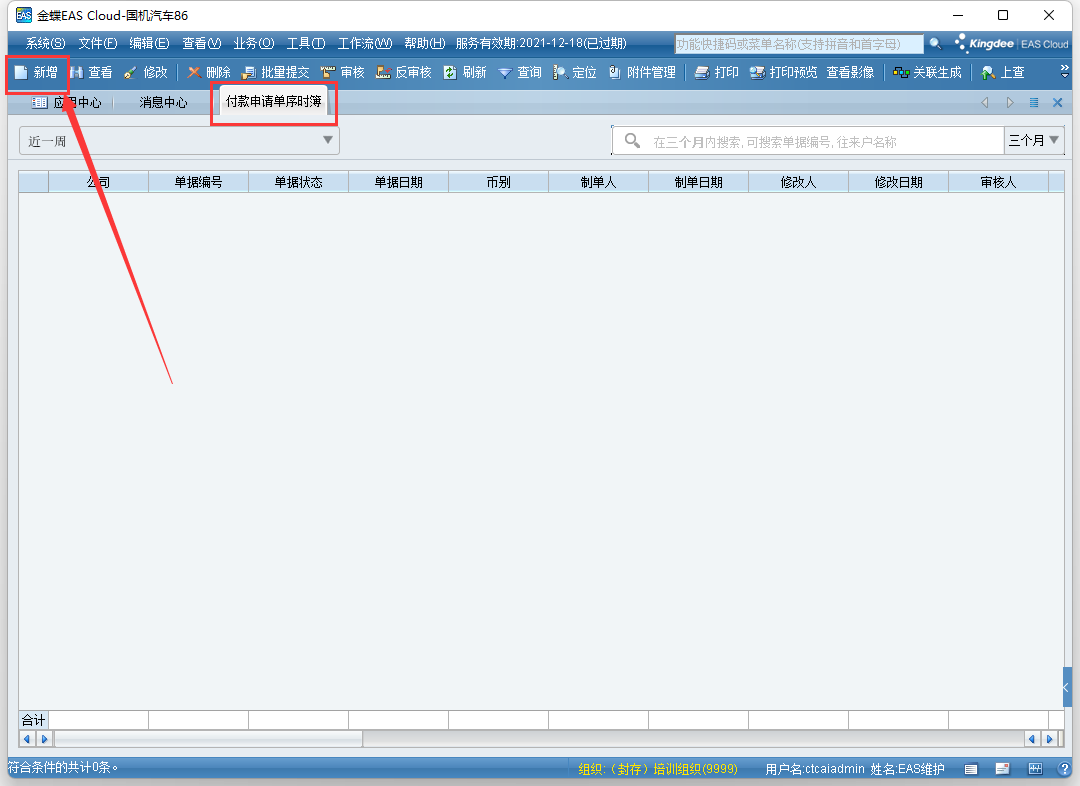 金蝶EAS Cloud-国机汽车86
系统(S) 文件(F) 编辑(E) 查看(V) 业务(O) 工具(T) 工作流(W) 帮助(H) 服务有效期:2021-12-18(已过期) 功能快捷码或菜单名称(支持拼音和首字母) Kingdee EAS Cloud
新增 查看 修改 删除 批量提交 审核 反审核 刷新 查询 定位 附件管理 打印 打印预览 查看影像 关联生成 上查
应用中心 消息中心 付款申请单序时簿
近一周 在三个月内搜索,可搜索单据编号,往来户名称 三个月
公司 单据编号 单据状态 单据日期 币别 制单人 制单日期 修改人 修改日期 审核人
合计
符合条件的共计0条。 组织:（封存）培训组织(9999) 用户名:ctcaiadmin 姓名:EAS维护